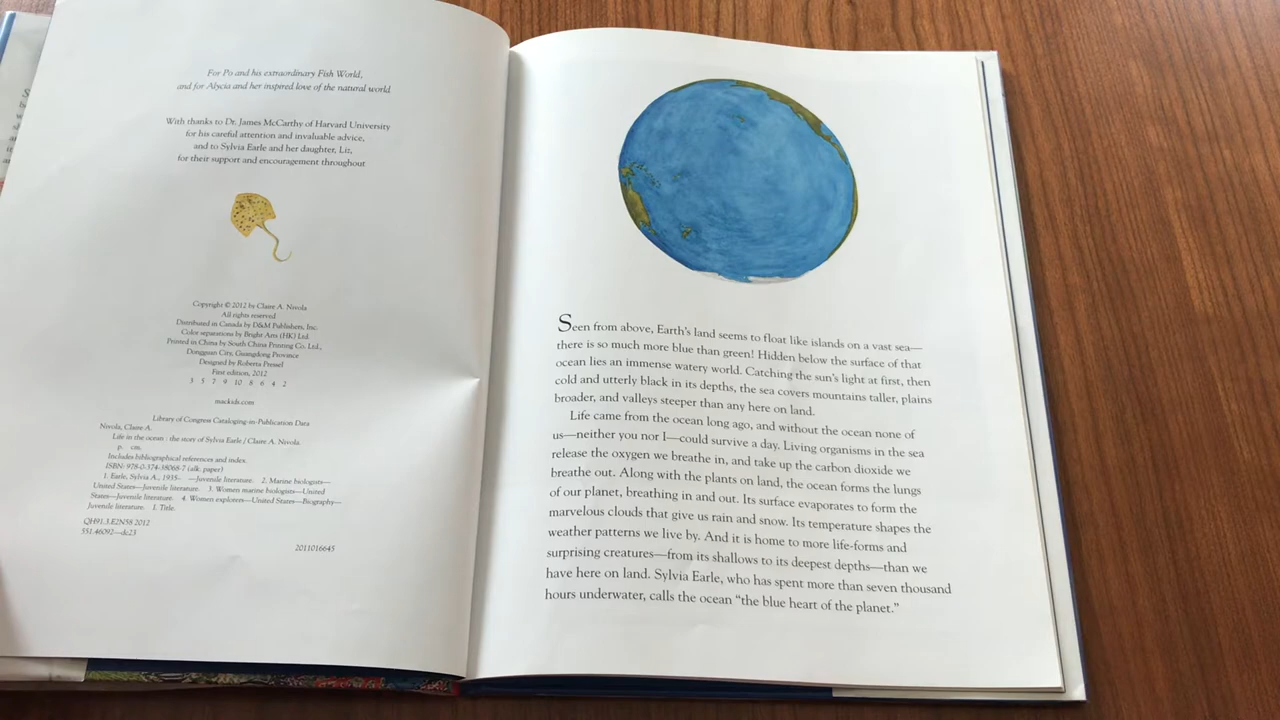 For Po and his extraordinary Fish World,
and for Alycia and her inspired love of the natural world
With thanks to Dr. James McCarthy of Harvard University
for his careful attention and invaluable advice,
and to Sylvia Earle and her daughter, Liz,
for their support and encouragement throughout
Copyright © 2012 by Claire A. Nivola
All rights reserved
Distributed in Canada by D&M Publishers, Inc.
Color separations by Bright Arts (HK) Ltd.
Printed in China by South China Printing Co. Ltd.,
Dongguan City, Guangdong Province
Designed by Roberta Pressel
First edition, 2012
3 5 7 9 10 8 6 4 2
mackids.com
Library of Congress Cataloging-in-Publication Data
Nivola, Claire A.
Life in the ocean : the story of Sylvia Earle / Claire A. Nivola.
p. cm.
Includes bibliographical references and index.
ISBN: 978-0-374-38068-7 (alk. paper)
1. Earle, Sylvia A., 1935- —Juvenile literature. 2. Marine biologists—
United States—Juvenile literature. 3. Women marine biologists—United
States—Juvenile literature. 4. Women explorers—United States—Biography—
Juvenile literature. I. Title.
QH91.3.E2N58 2012
551.46092—dc23
2011016645
Seen from above, Earth's land seems to float like islands on a vast sea—
there is so much more blue than green! Hidden below the surface of that
ocean lies an immense watery world. Catching the sun's light at first, then
cold and utterly black in its depths, the sea covers mountains taller, plains
broader, and valleys steeper than any here on land.
Life came from the ocean long ago, and without the ocean none of
us—neither you nor I—could survive a day. Living organisms in the sea
release the oxygen we breathe in, and take up the carbon dioxide we
breathe out. Along with the plants on land, the ocean forms the lungs
of our planet, breathing in and out. Its surface evaporates to form the
marvelous clouds that give us rain and snow. Its temperature shapes the
weather patterns we live by. And it is home to more life-forms and
surprising creatures—from its shallows to its deepest depths—than we
have here on land. Sylvia Earle, who has spent more than seven thousand
hours underwater, calls the ocean "the blue heart of the planet."